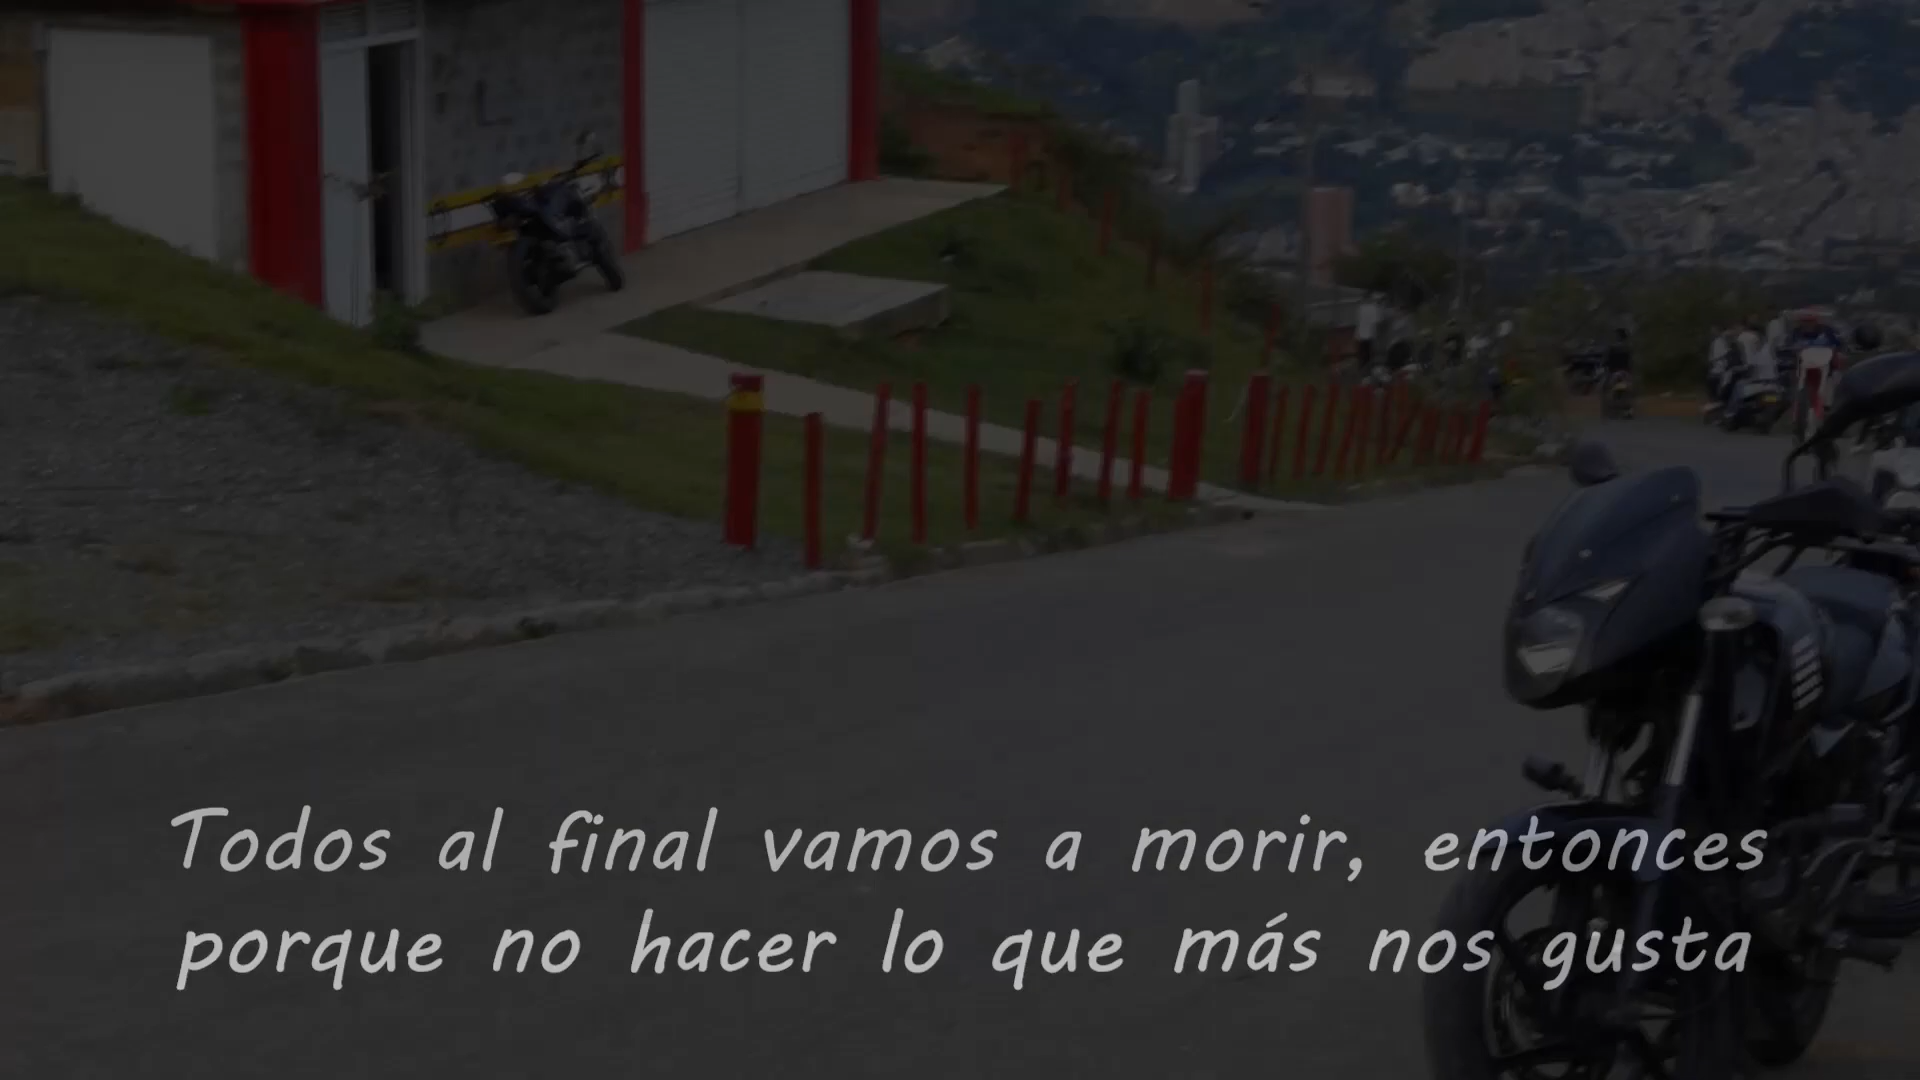 Todos al final vamos a morir, entonces
porque no hacer lo que más nos gusta